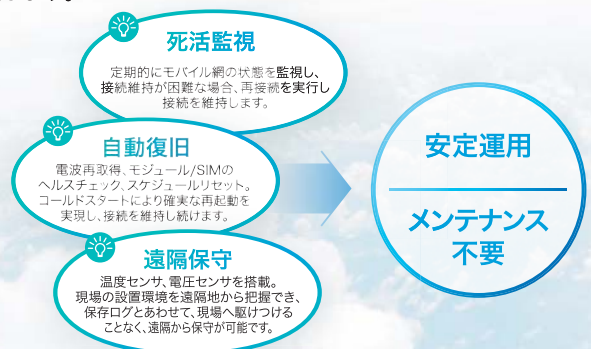 死活監視
定期的にモバイル網の状態を監視し、
接続維持が困難な場合、再接続を実行し
接続を維持します。
自動復旧
電波再取得、モジュール/SIMの
ヘルスチェック、スケジュールリセット。
コールドスタートにより確実な再起動を
実現し、接続を維持し続けます。
遠隔保守
温度センサ、電圧センサを搭載。
現場の設置環境を遠隔地から把握でき、
保存ログとあわせて、現場へ駆けつける
ことなく、遠隔から保守が可能です。
安定運用
メンテナンス
不要